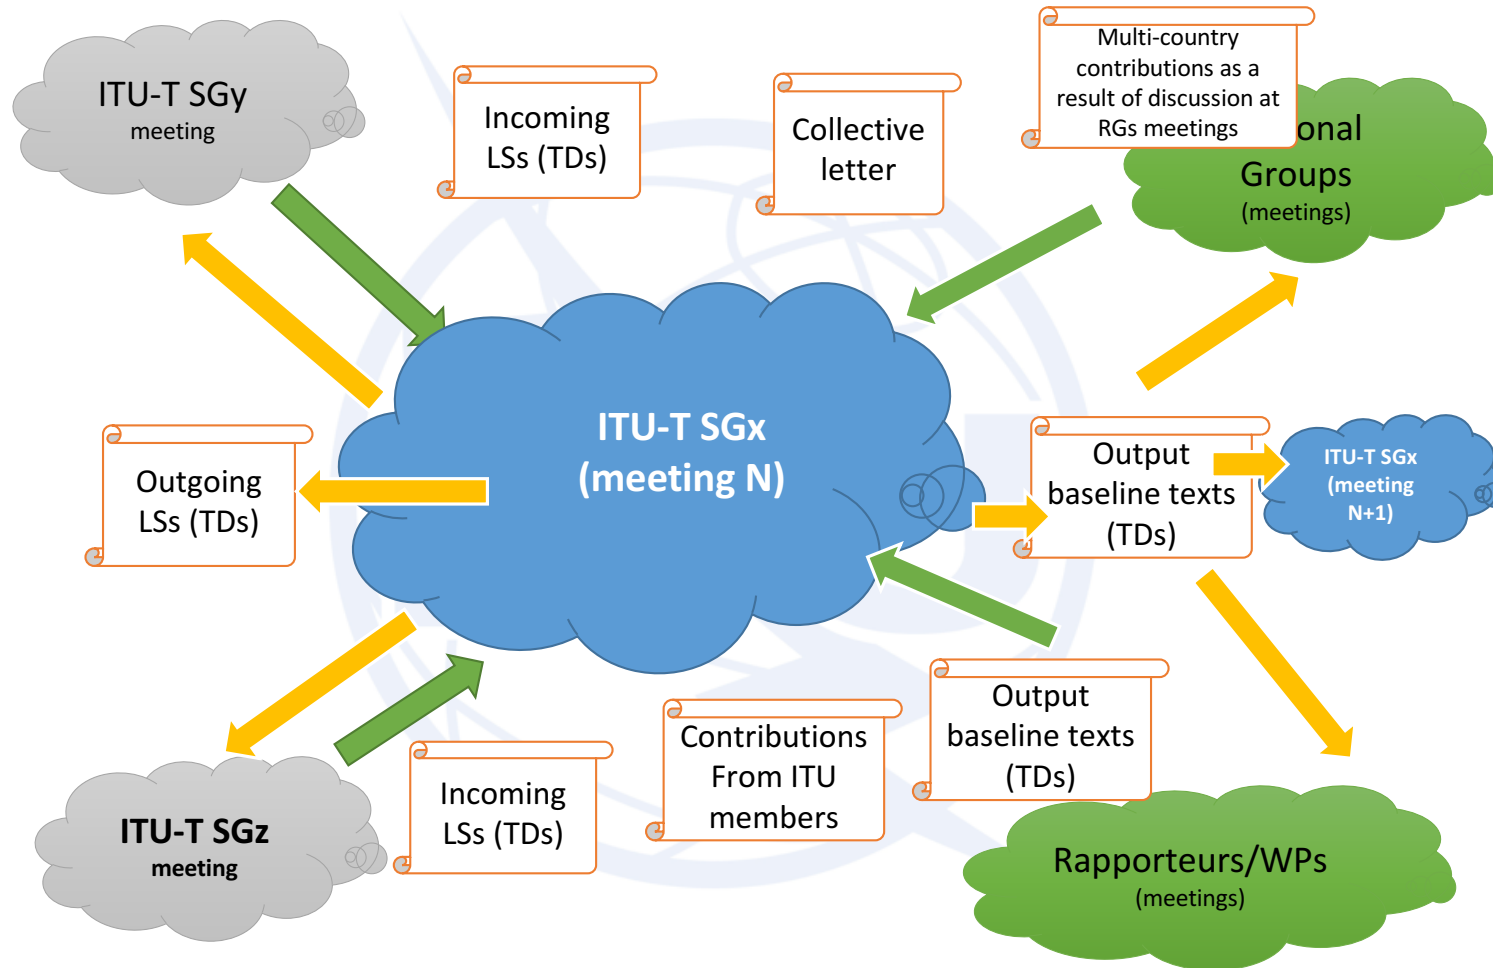 ITU-T SGy
meeting
Incoming
LSs (TDs)
Collective
letter
Multi-country
contributions as a
result of discussion at
RGs meetings
onal
Groups
(meetings)
ITU-T SGx
(meeting N)
Outgoing
LSs (TDs)
Output
baseline texts
(TDs)
ITU-T SGx
(meeting
N+1)
ITU-T SGz
meeting
Incoming
LSs (TDs)
Contributions
From ITU
members
Output
baseline texts
(TDs)
Rapporteurs/WPs
(meetings)